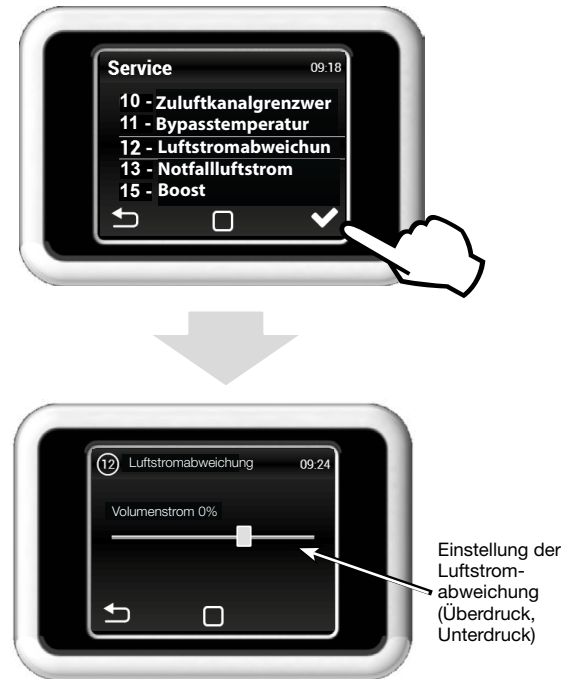 Service 09:18
10 - Zuluftkanalgrenzwer
11 - Bypasstemperatur
12 - Luftstromabweichun
13 - Notfallluftstrom
15 - Boost
12 Luftstromabweichung 09:24
Volumenstrom 0%
Einstellung der
Luftstrom-
abweichung
(Überdruck,
Unterdruck)